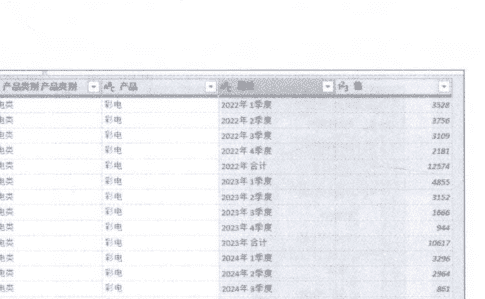 产品类别 产品类别 ABC 产品 ABC 属性 1²3 值
电类 彩电 2022年 1季度 3528
电类 彩电 2022年 2季度 3756
电类 彩电 2022年 3季度 3109
电类 彩电 2022年 4季度 2181
电类 彩电 2022年 合计 12574
电类 彩电 2023年 1季度 4855
电类 彩电 2023年 2季度 3152
电类 彩电 2023年 3季度 1666
电类 彩电 2023年 4季度 944
电类 彩电 2023年 合计 10617
电类 彩电 2024年 1季度 3296
电类 彩电 2024年 2季度 2964
电类 彩电 2024年 3季度 861